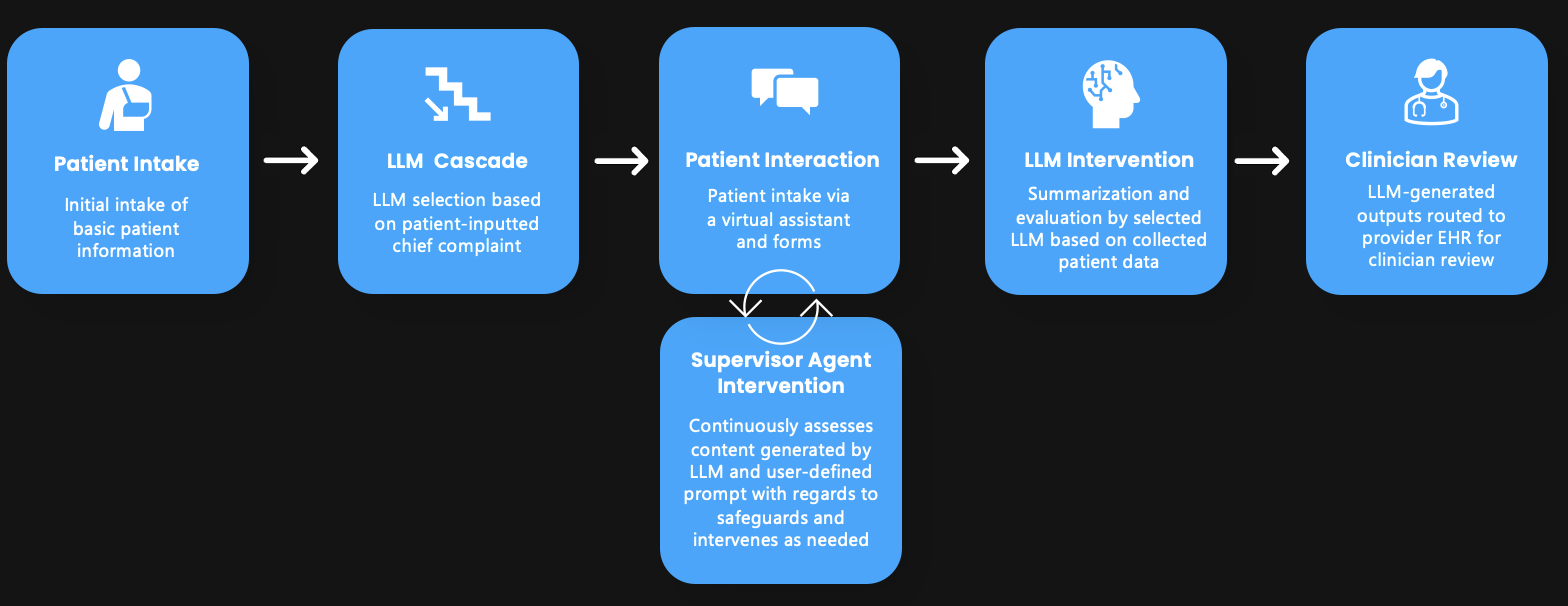 Patient Intake
Initial intake of
basic patient
information
LLM Cascade
LLM selection based
on patient-inputted
chief complaint
Patient Interaction
Patient intake via
a virtual assistant
and forms
Supervisor Agent
Intervention
Continuously assesses
content generated by
LLM and user-defined
prompt with regards to
safeguards and
intervenes as needed
LLM Intervention
Summarization and
evaluation by selected
LLM based on collected
patient data
Clinician Review
LLM-generated
outputs routed to
provider EHR for
clinician review